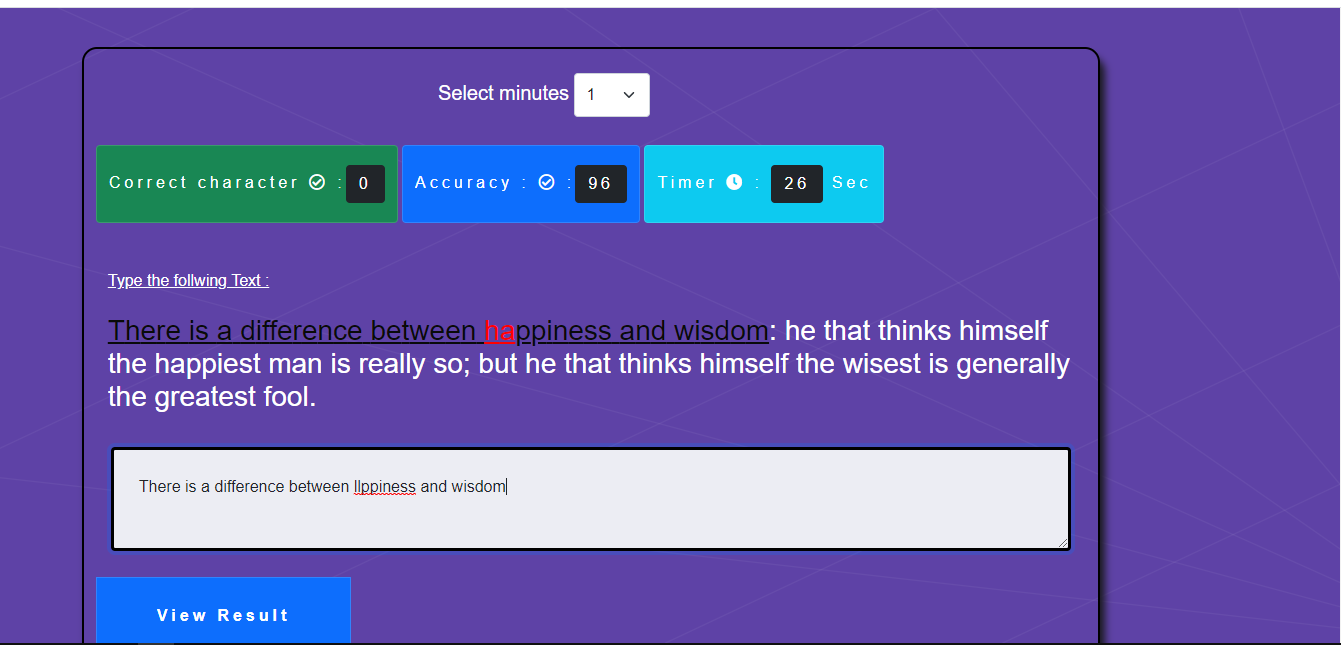 Select minutes 1
Correct character : 0 Accuracy : : 96 Timer : 26 Sec
Type the follwing Text :
There is a difference between happiness and wisdom: he that thinks himself
the happiest man is really so; but he that thinks himself the wisest is generally
the greatest fool.
There is a difference between llppiness and wisdom
View Result